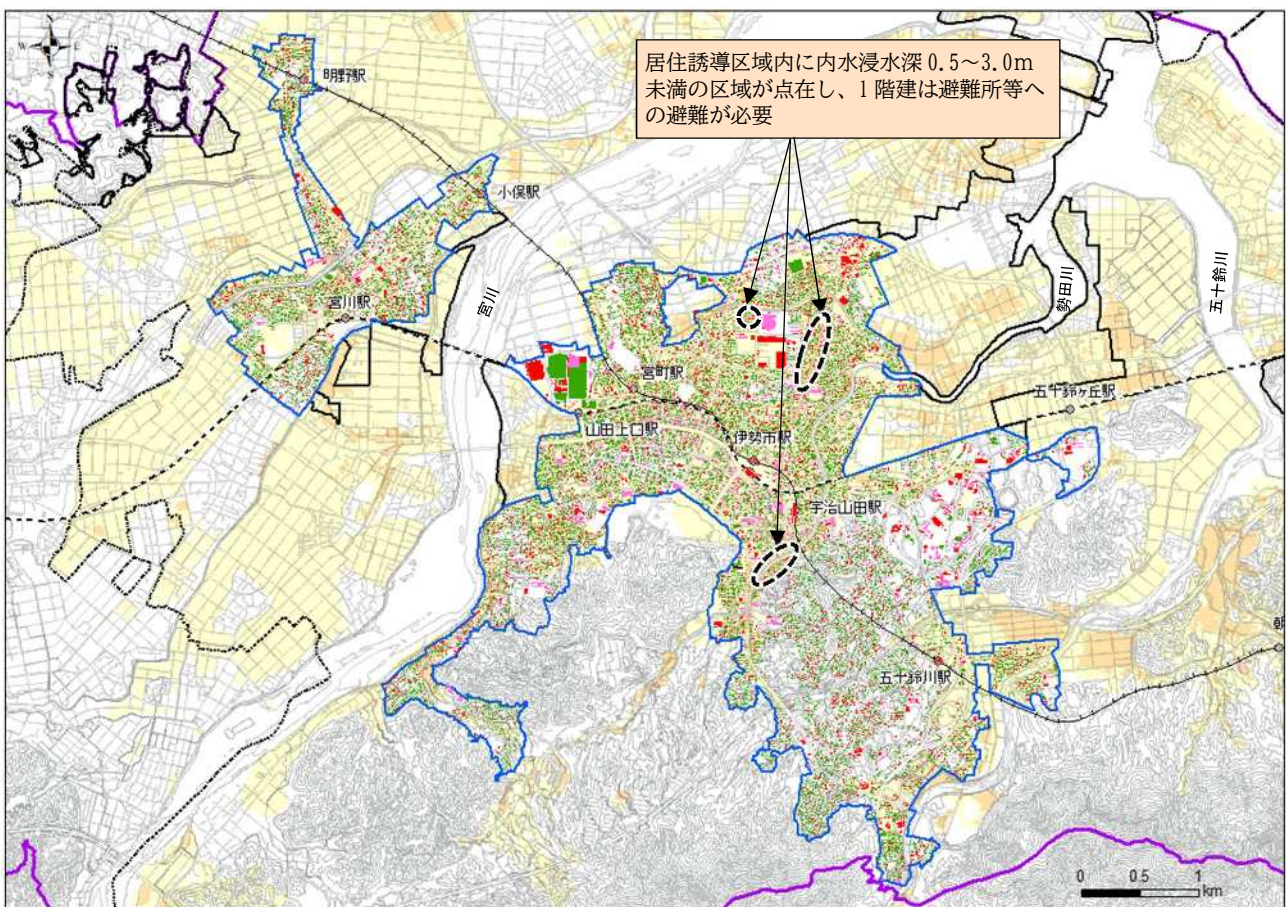 居住誘導区域内に内水浸水深 0.5～3.0m
未満の区域が点在し、1 階建は避難所等へ
の避難が必要
N
W
E
S
明野駅
小俣駅
宮川駅
宮川
勢田川
五十鈴川
宮町駅
山田上口駅
伊勢市駅
五十鈴ヶ丘駅
宇治山田駅
五十鈴川駅
朝
0 0.5 1
km